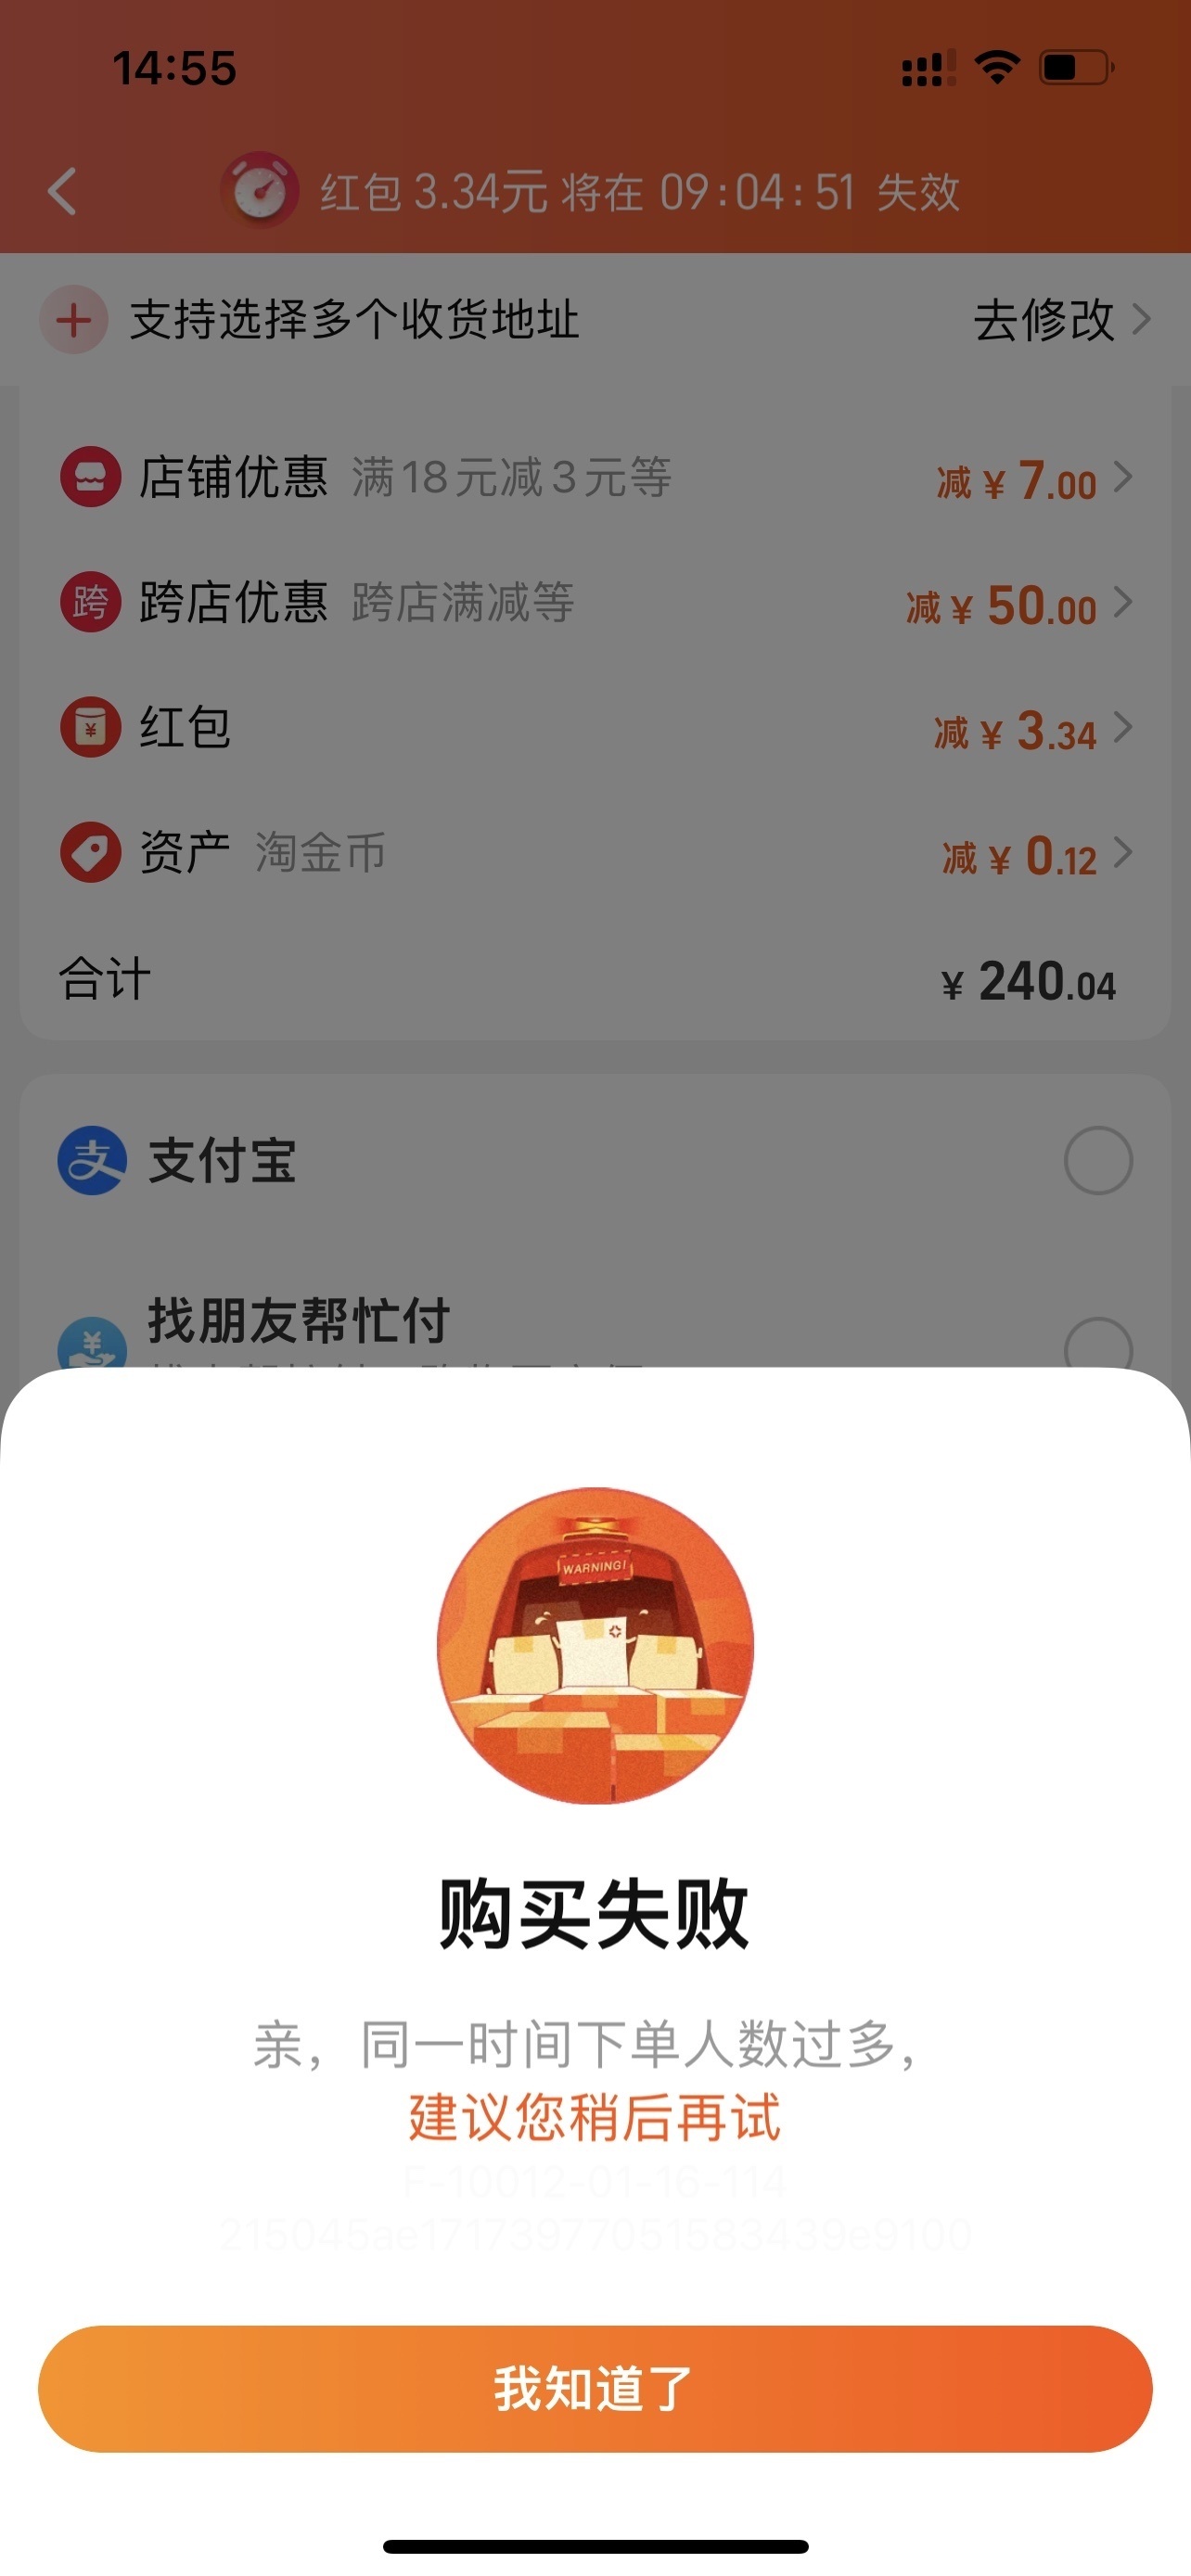 14:55
红包 3.34元 将在 09:04:51 失效
支持选择多个收货地址 去修改
店铺优惠 满18元减3元等 减¥7.00
跨 跨店优惠 跨店满减等 减¥50.00
¥ 红包 减¥3.34
资产 淘金币 减¥0.12
合计 ¥240.04
支 支付宝
¥ 找朋友帮忙付
WARNING!
购买失败
亲，同一时间下单人数过多，
建议您稍后再试
F-10012-01-16-114
215045ae17173977051583439e9100
我知道了